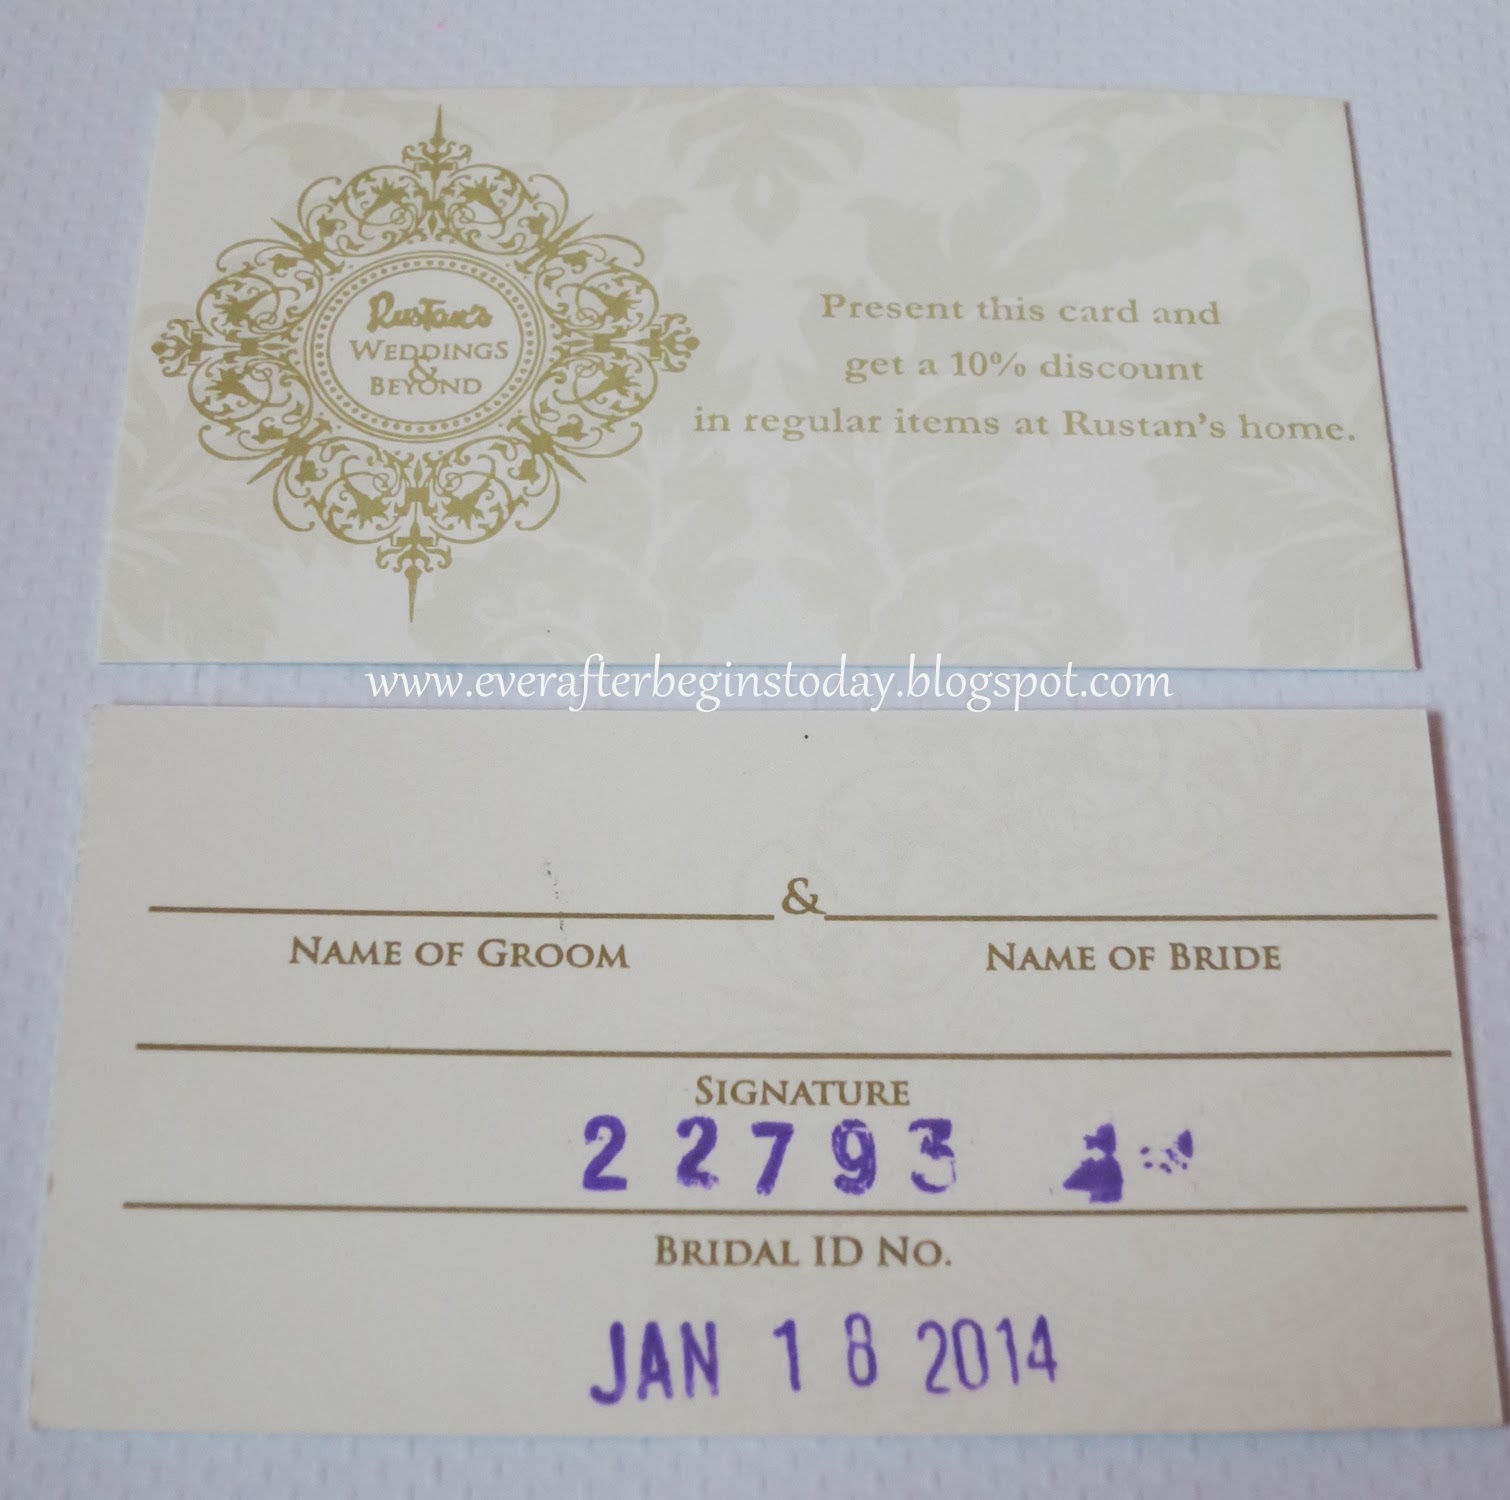 Rustan's
WEDDINGS
&
BEYOND
Present this card and
get a 10% discount
in regular items at Rustan's home.
www.everafterbeginstoday.blogspot.com
&
NAME OF GROOM NAME OF BRIDE
SIGNATURE
22793
BRIDAL ID NO.
JAN 18 2014